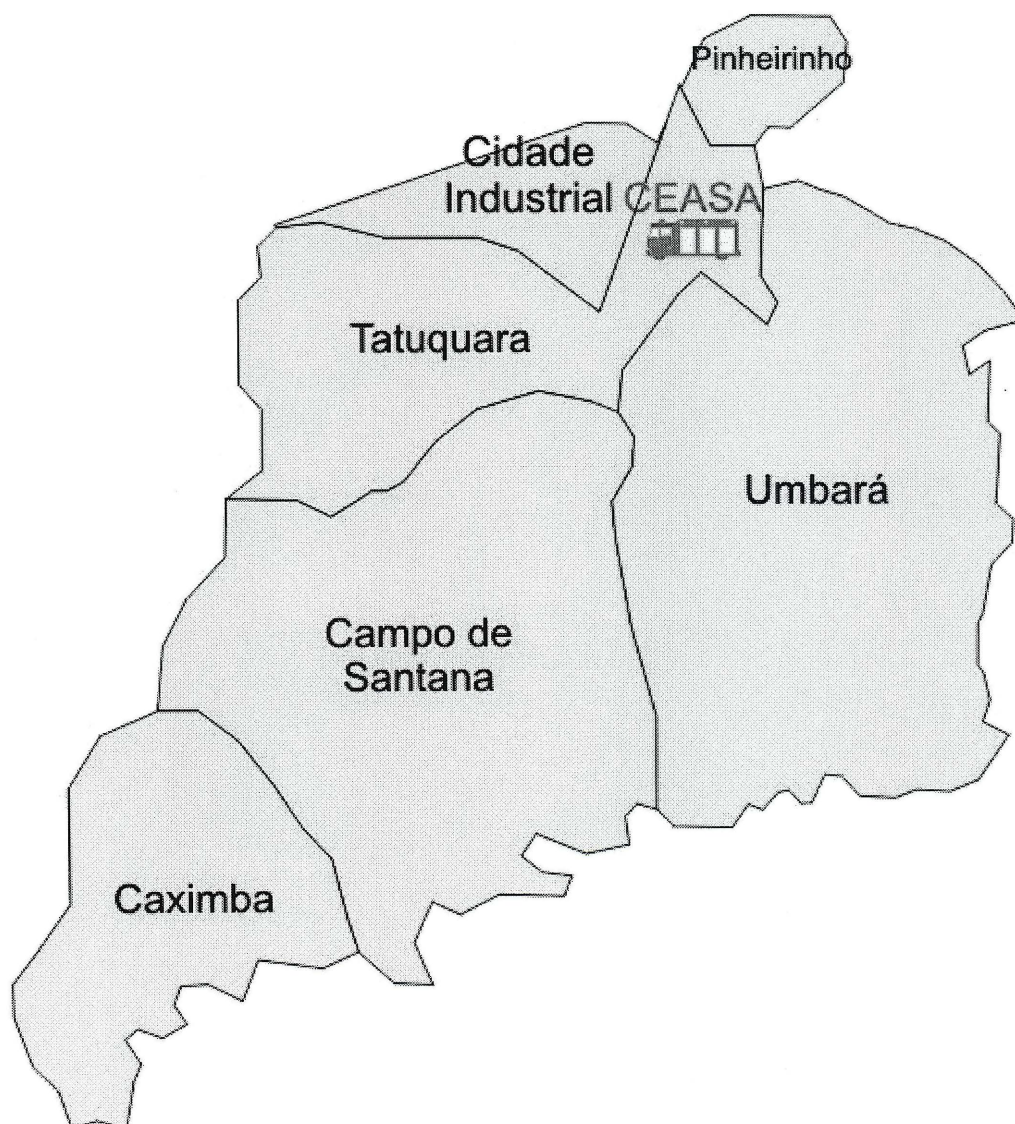 Pinheirinho
Cidade
Industrial
CEASA
Tatuquara
Umbará
Campo de
Santana
Caximba